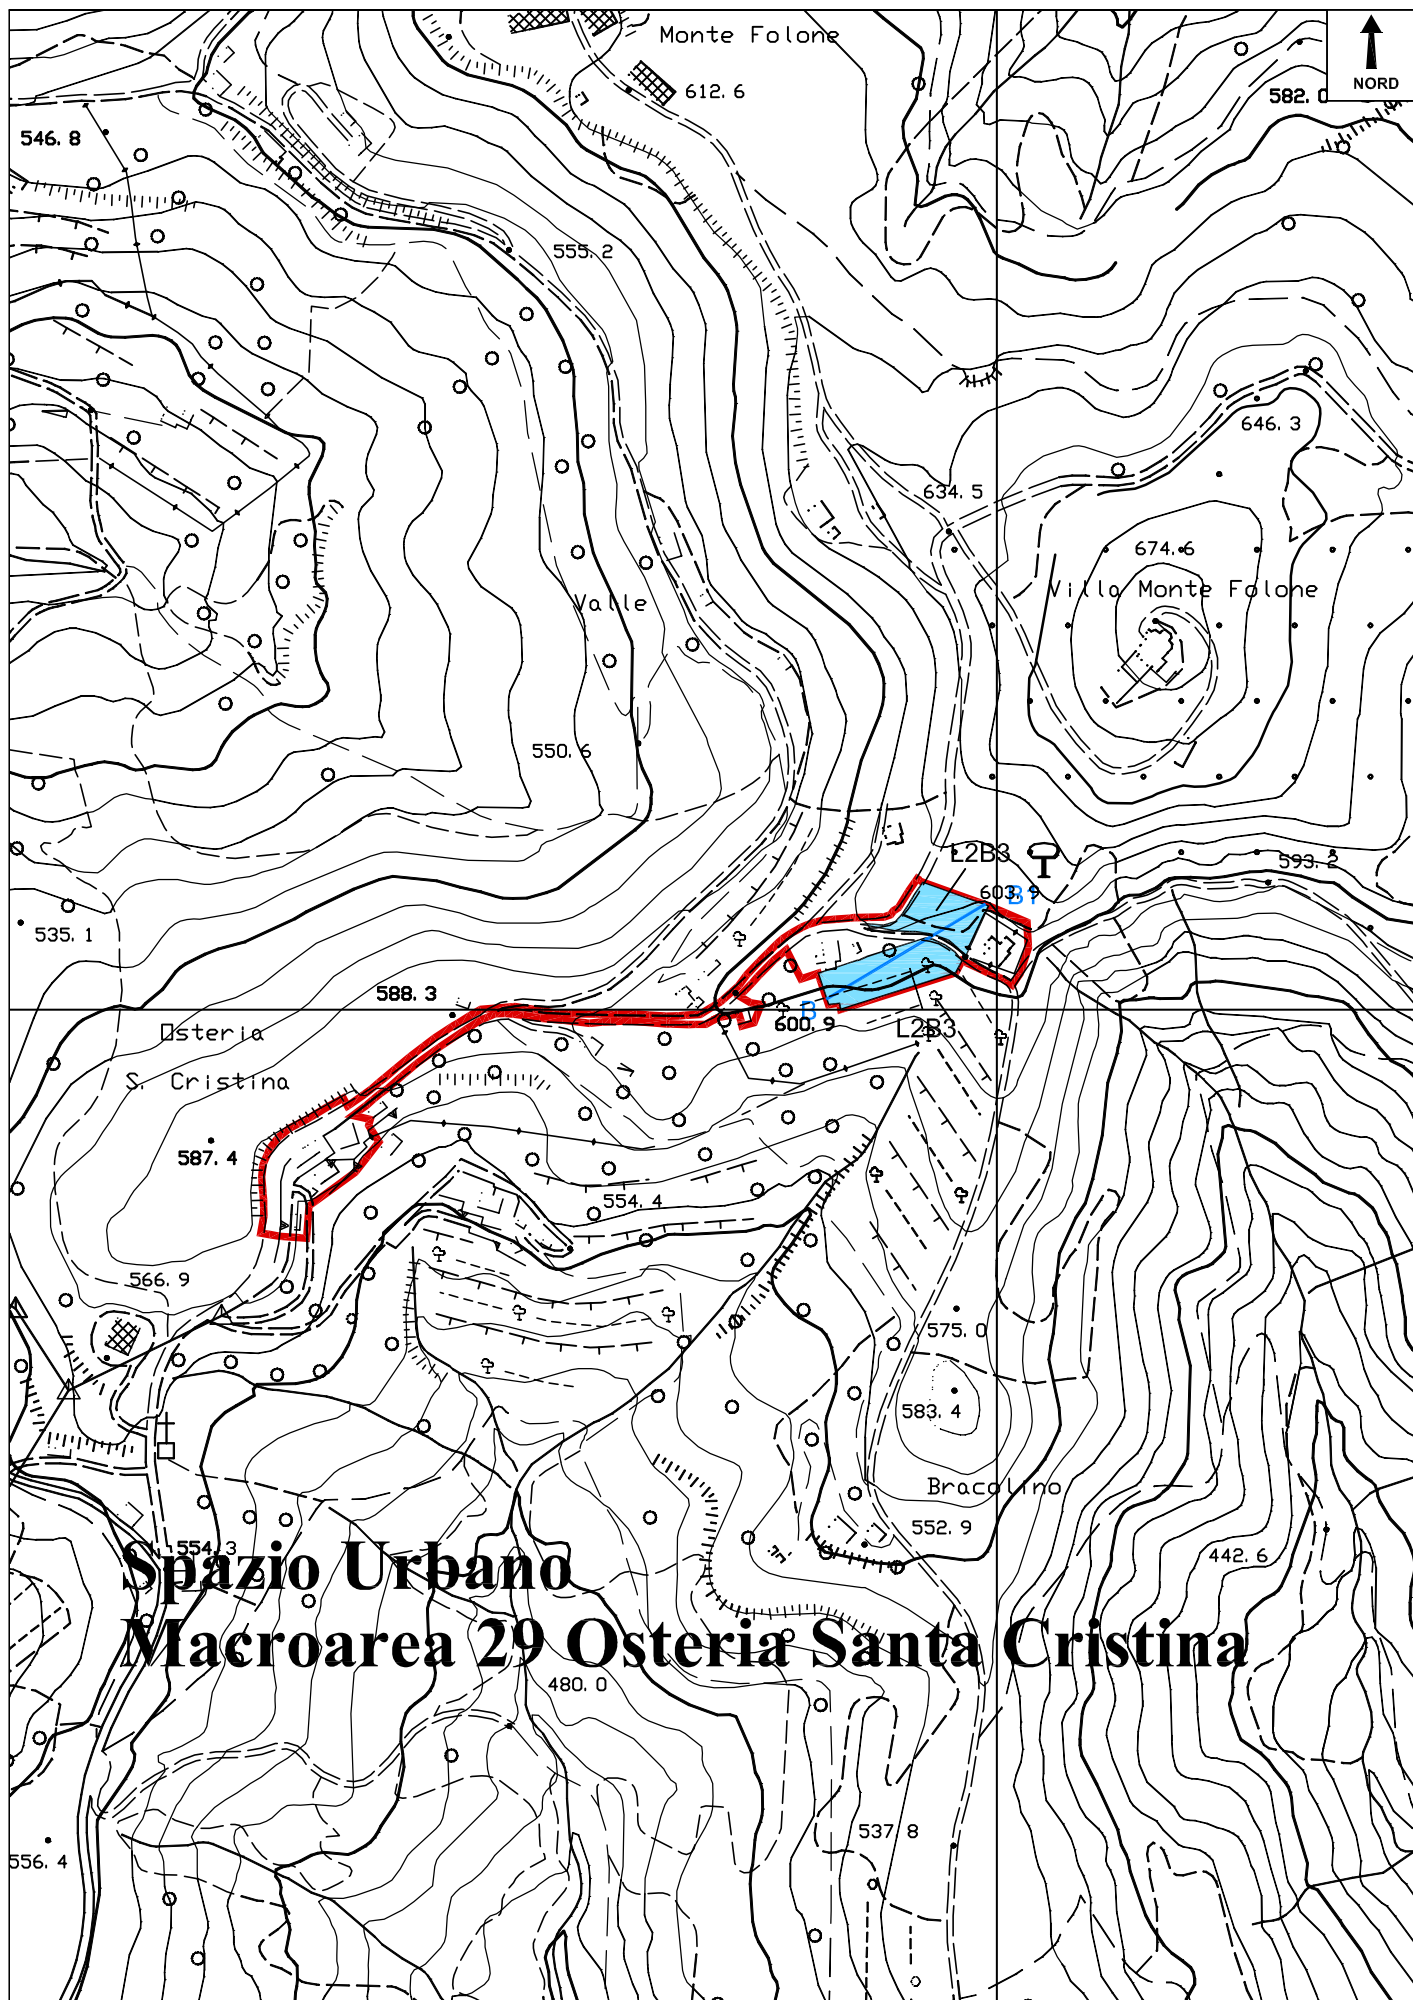 Monte Folone
NORD
612. 6
582. 0
546. 8
555. 2
646. 3
634. 5
674. 6
Villa Monte Folone
Valle
550. 6
L2B3
593. 2
603. 9
B1
535. 1
588. 3
B
600. 9
L2B3
Osteria
S. Cristina
587. 4
554. 4
566. 9
575. 0
583. 4
Bracolino
552. 9
554. 3
442. 6
Spazio Urbano
Macroarea 29 Osteria Santa Cristina
480. 0
537. 8
556. 4